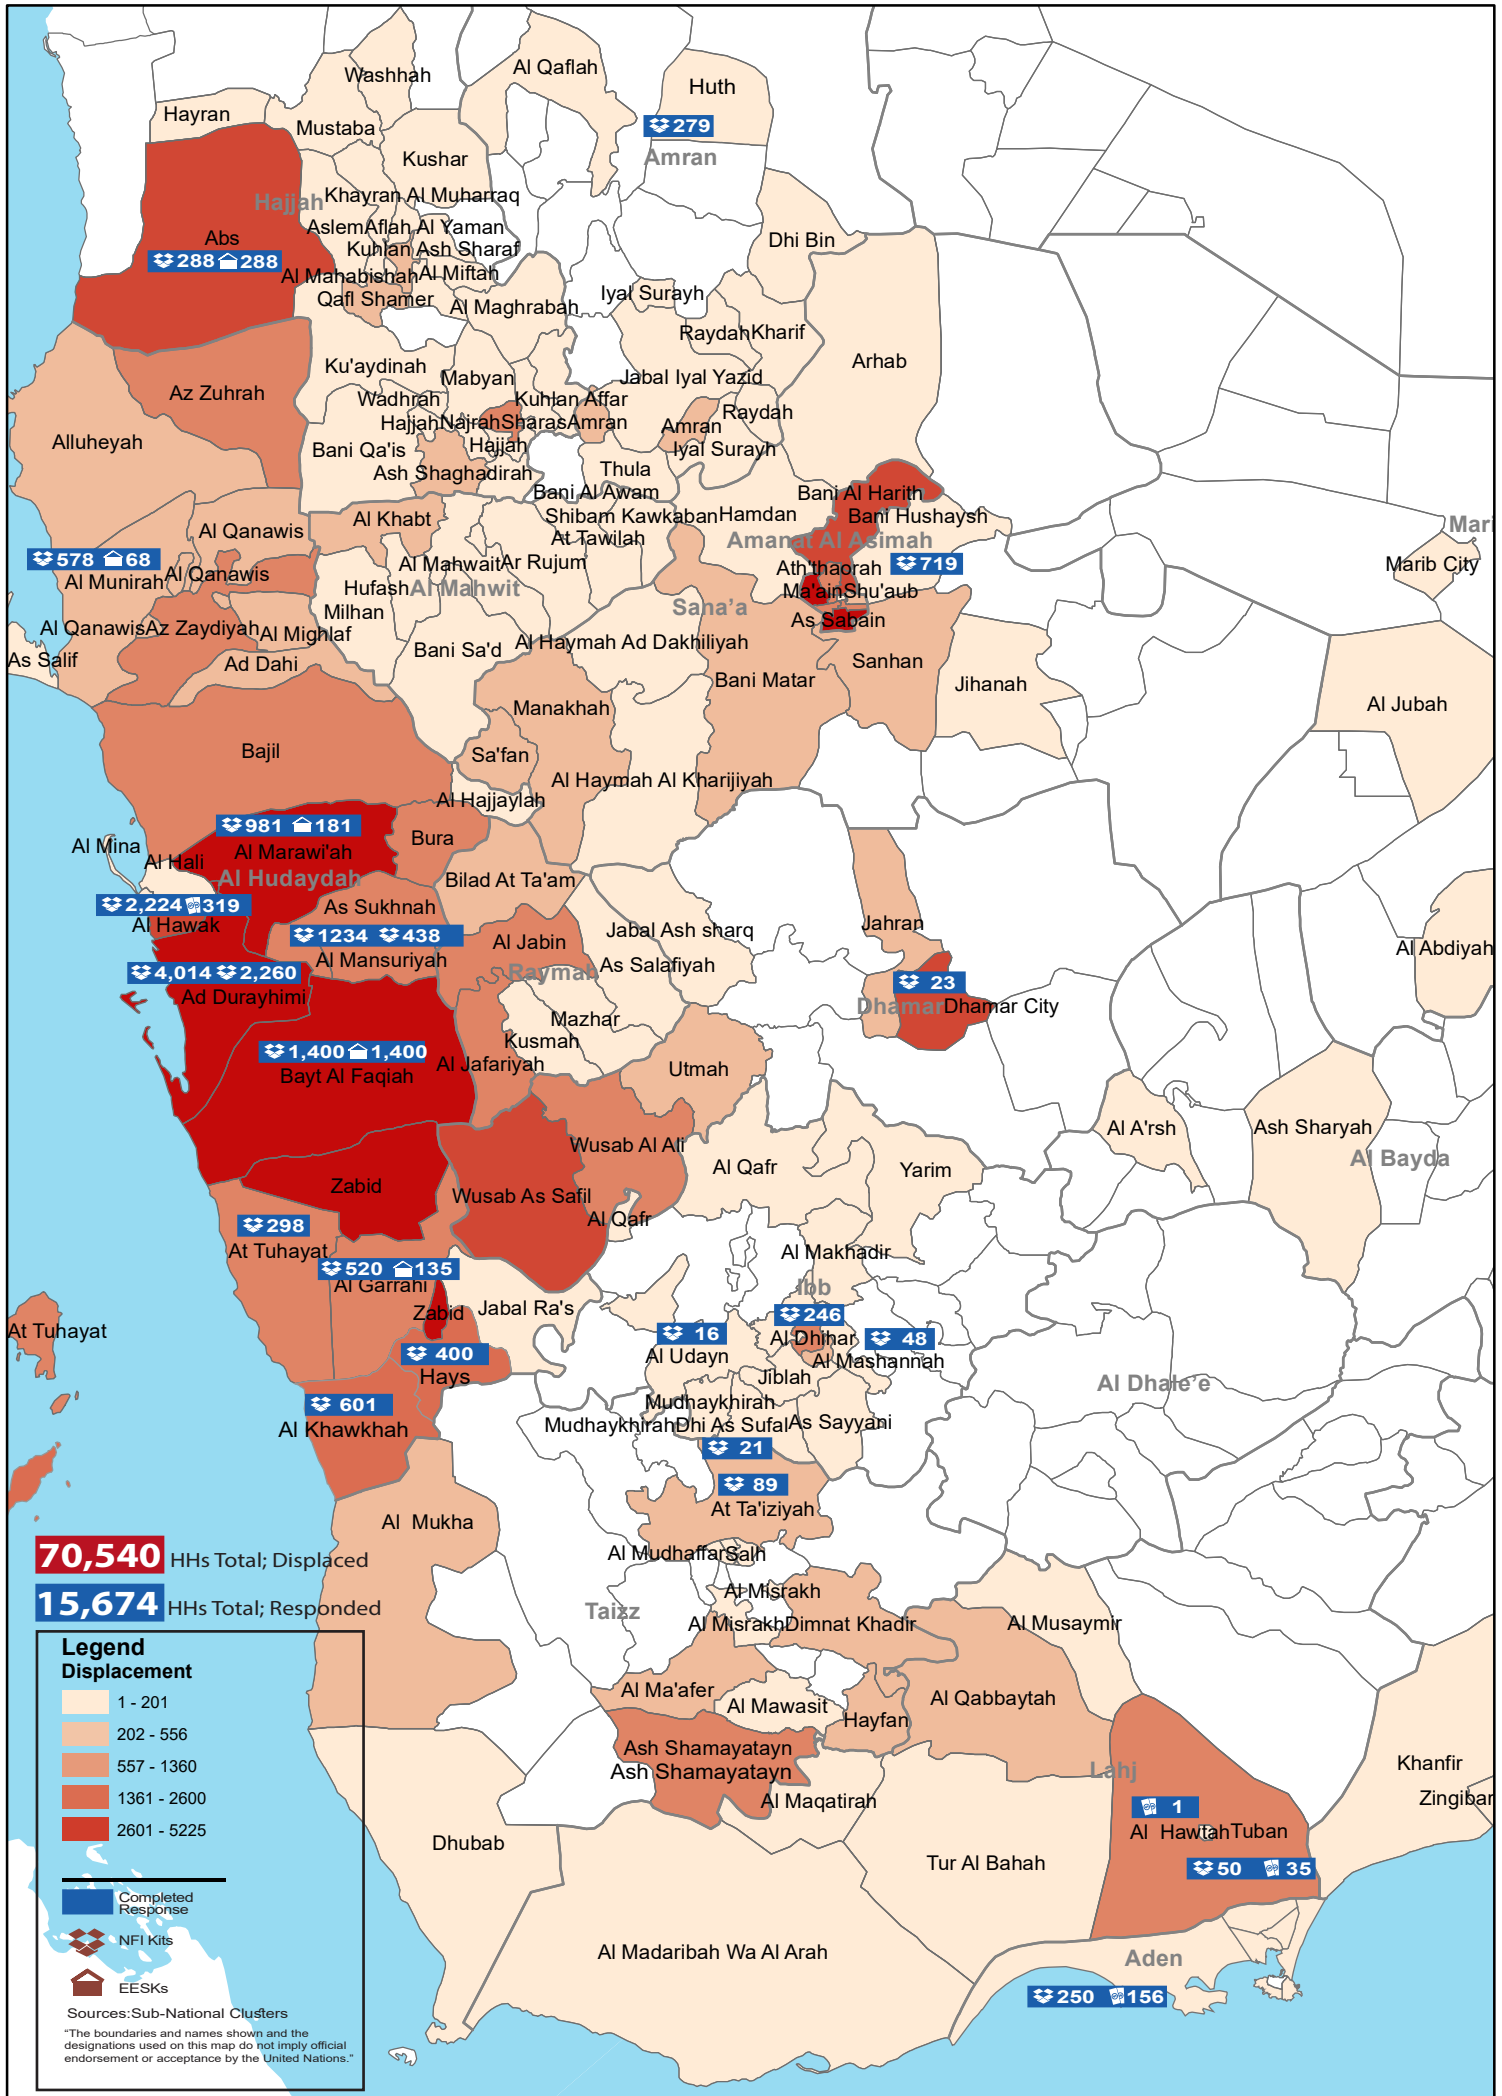 Washhah
Al Qaflah
Huth
Hayran
Mustaba
279
Kushar
Amran
Khayran Al Muharraq
Hajjah
Aslem
Aflah Al Yaman
Abs
Kuhlan Ash Sharaf
Dhi Bin
288 288
Al Mahabishah
Al Miftah
Qafl Shamer
Al Maghrabah
Iyal Surayh
Raydah
Kharif
Ku'aydinah
Arhab
Mabyan
Jabal Iyal Yazid
Az Zuhrah
Wadhrah
Kuhlan Affar
Raydah
Hajjah
Najrah
Sharas
Amran
Amran
Alluheyah
Bani Qa'is
Hajjah
Iyal Surayh
Ash Shaghadirah
Thula
Bani Al Awam
Bani Al Harith
Al Khabt
Shibam Kawkaban
Hamdan
Bani Hushaysh
Mari
Al Qanawis
At Tawilah
Amanat Al Asimah
578 68
Al Mahwait
Ar Rujum
719
Marib City
Al Munirah
Al Qanawis
Ath'thaorah
Hufash
Al Mahwit
Ma'ain
Shu'aub
Milhan
Sana'a
Al Qanawis
Az Zaydiyah
Al Mighlaf
As Sabain
As Salif
Ad Dahi
Bani Sa'd
Al Haymah Ad Dakhiliyah
Sanhan
Bani Matar
Jihanah
Manakhah
Al Jubah
Bajil
Sa'fan
Al Haymah Al Kharijiyah
Al Hajjaylah
981 181
Al Mina
Al Hali
Al Marawi'ah
Bura
Al Hudaydah
Bilad At Ta'am
2,224 319
As Sukhnah
Al Hawak
1234 438
Al Jabin
Jabal Ash sharq
Jahran
Al Abdiyah
Al Mansuriyah
Raymah
As Salafiyah
4,014 2,260
Ad Durayhimi
23
Dhamar
Dhamar City
Mazhar
Kusmah
1,400 1,400
Bayt Al Faqiah
Al Jafariyah
Utmah
Al A'rsh
Ash Sharyah
Wusab Al Ali
Al Bayda
Al Qafr
Yarim
Zabid
Wusab As Safil
Al Qafr
298
At Tuhayat
Al Makhadir
520 135
Al Garrahi
Ibb
Zabid
Jabal Ra's
246
At Tuhayat
16
Al Dhihar
48
Al Udayn
Al Mashannah
400
Hays
Jiblah
Al Dhale'e
601
Mudhaykhirah
Al Khawkhah
Mudhaykhirah
Dhi As Sufal
As Sayyani
21
89
At Ta'iziyah
Al Mukha
70,540 HHs Total; Displaced
Al Mudhaffar
Salh
15,674 HHs Total; Responded
Al Misrakh
Taizz
Al Misrakh
Dimnat Khadir
Al Musaymir
Legend
Displacement
1 - 201
202 - 556
557 - 1360
1361 - 2600
2601 - 5225
Completed
Response
NFI Kits
EESKs
Sources:Sub-National Clusters
"The boundaries and names shown and the
designations used on this map do not imply official
endorsement or acceptance by the United Nations."
Al Ma'afer
Al Mawasit
Hayfan
Al Qabbaytah
Ash Shamayatayn
Ash Shamayatayn
Lahj
Khanfir
Al Maqatirah
1
Zingibar
Al Hawtah
Tuban
Dhubab
Tur Al Bahah
50 35
Al Madaribah Wa Al Arah
Aden
250 156